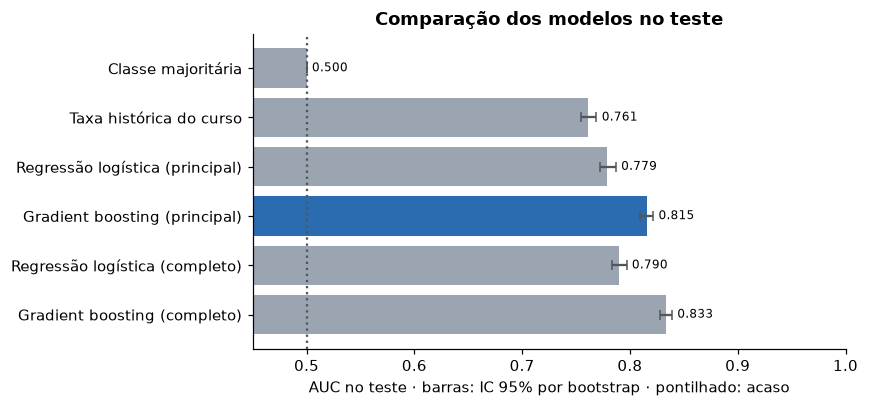 Comparação dos modelos no teste
Classe majoritária 0.500
Taxa histórica do curso 0.761
Regressão logística (principal) 0.779
Gradient boosting (principal) 0.815
Regressão logística (completo) 0.790
Gradient boosting (completo) 0.833
0.5 0.6 0.7 0.8 0.9 1.0
AUC no teste · barras: IC 95% por bootstrap · pontilhado: acaso